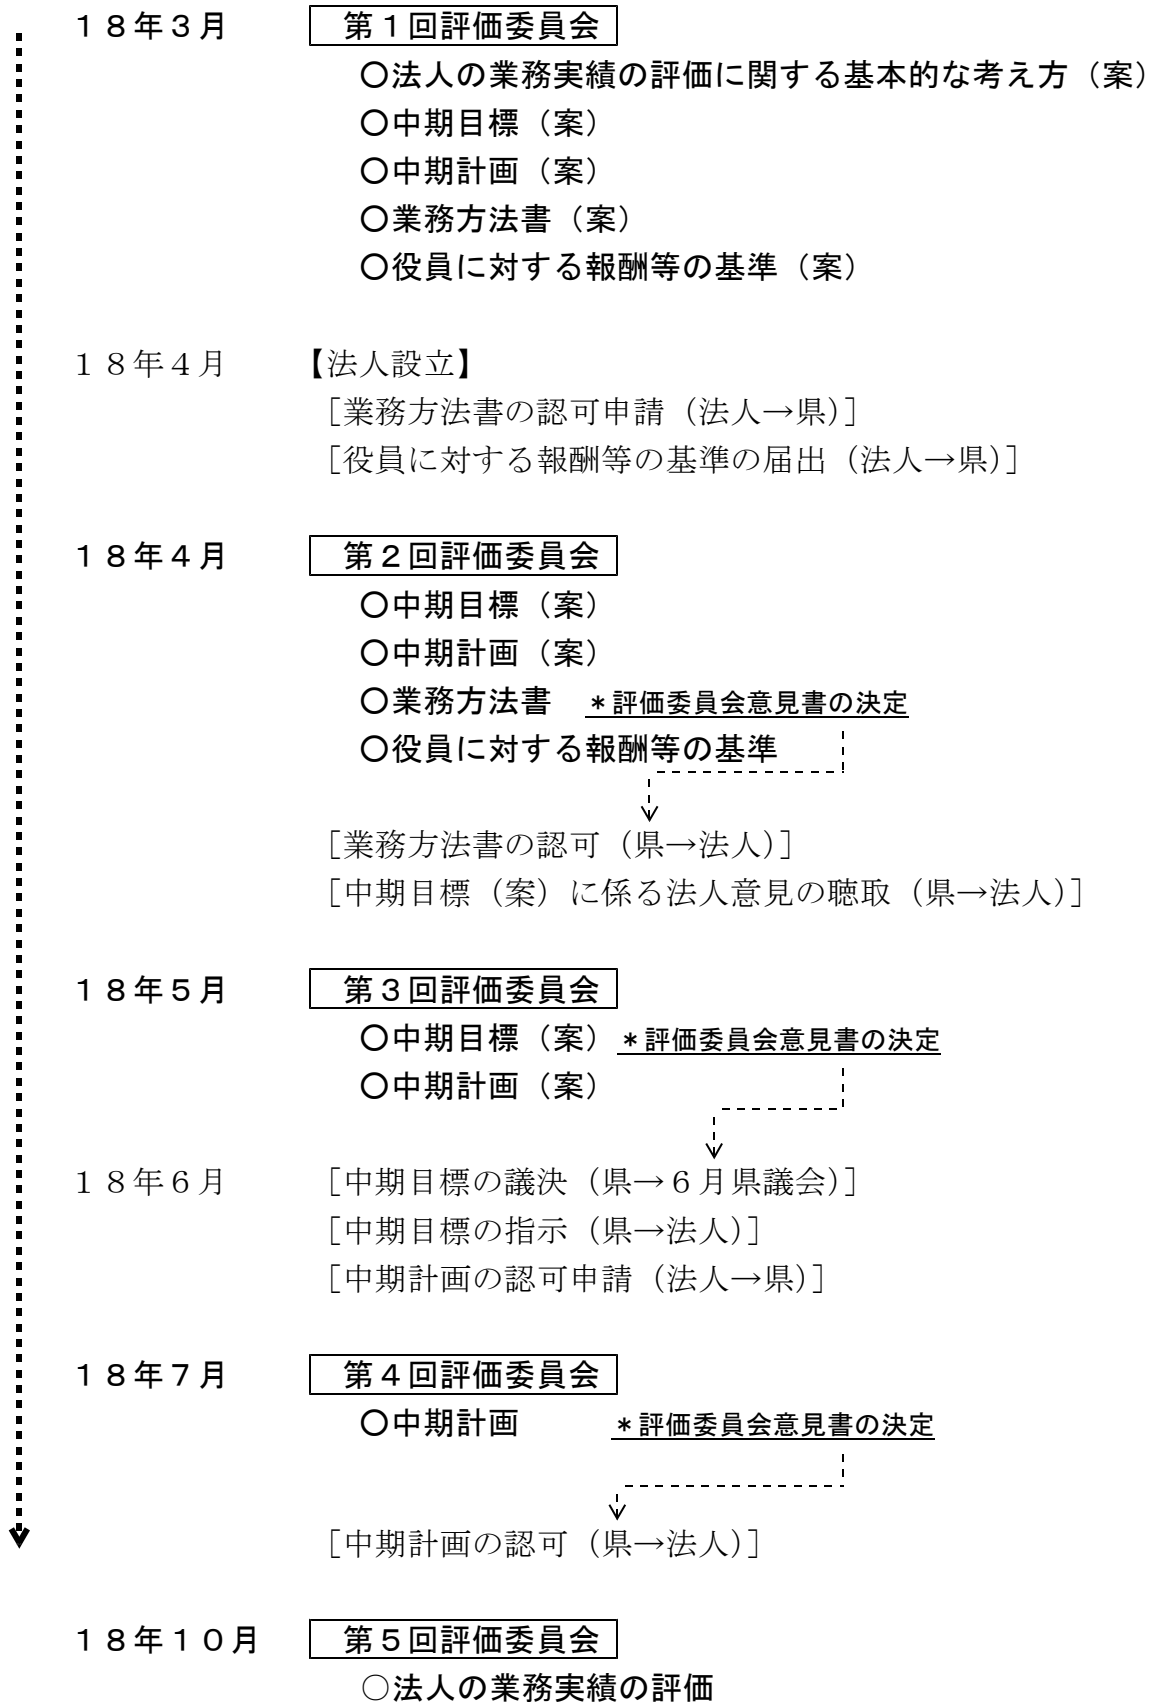 １８年３月　第１回評価委員会
○法人の業務実績の評価に関する基本的な考え方（案）
○中期目標（案）
○中期計画（案）
○業務方法書（案）
○役員に対する報酬等の基準（案）
１８年４月　【法人設立】
［業務方法書の認可申請（法人→県）］
［役員に対する報酬等の基準の届出（法人→県）］
１８年４月　第２回評価委員会
○中期目標（案）
○中期計画（案）
○業務方法書　＊評価委員会意見書の決定
○役員に対する報酬等の基準
［業務方法書の認可（県→法人）］
［中期目標（案）に係る法人意見の聴取（県→法人）］
１８年５月　第３回評価委員会
○中期目標（案）＊評価委員会意見書の決定
○中期計画（案）
１８年６月　［中期目標の議決（県→６月県議会）］
［中期目標の指示（県→法人）］
［中期計画の認可申請（法人→県）］
１８年７月　第４回評価委員会
○中期計画　＊評価委員会意見書の決定
［中期計画の認可（県→法人）］
１８年１０月　第５回評価委員会
○法人の業務実績の評価